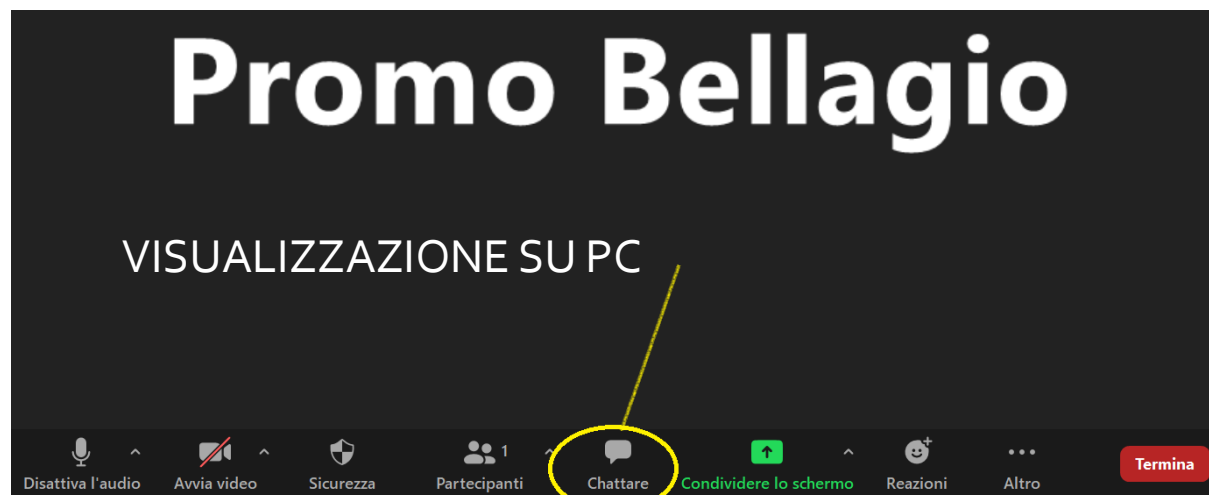 Promo Bellagio
VISUALIZZAZIONE SU PC
1
Disattiva l'audio Avvia video Sicurezza Partecipanti Chattare Condividere lo schermo Reazioni Altro Termina